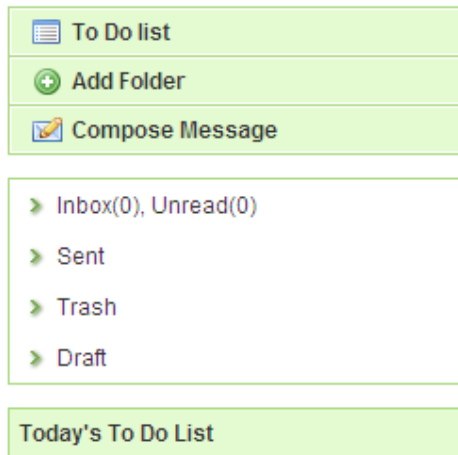 To Do list
Add Folder
Compose Message
Inbox(0), Unread(0)
Sent
Trash
Draft
Today's To Do List